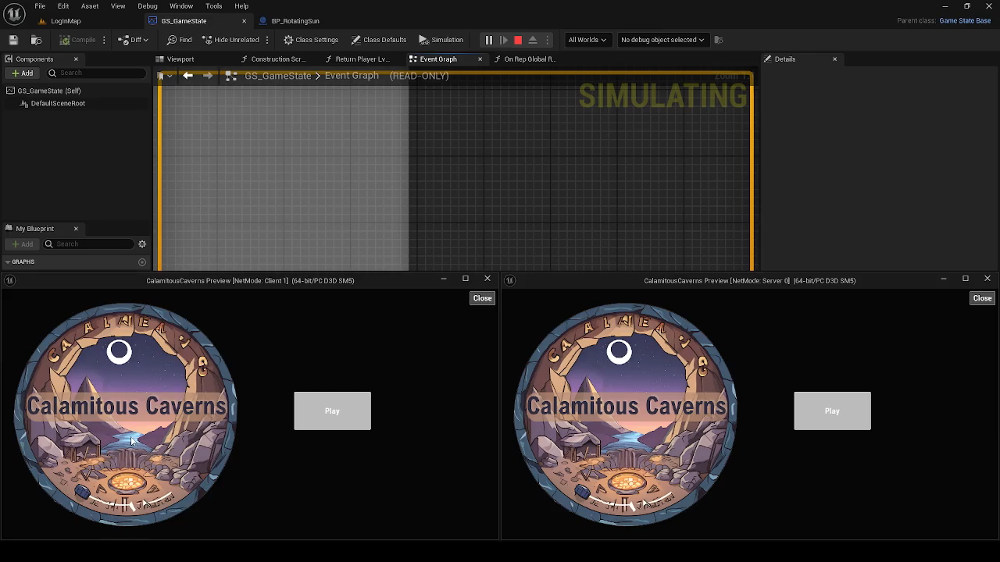 File Edit Asset View Debug Window Tools Help
LogInMap GS_GameState BP_RotatingSun Parent class: Game State Base
Compile Diff Find Hide Unrelated Class Settings Class Defaults Simulation All Worlds No debug object selected
Components Viewport Construction Scr... Return Player Lv... Event Graph On Rep Global R... Details
Add Search GS_GameState > Event Graph (READ-ONLY)
GS_GameState (Self) SIMULATING
DefaultSceneRoot
My Blueprint
Add Search
GRAPHS
CalamitousCaverns Preview [NetMode: Client 1] (64-bit/PC D3D SM5)
Close
Calamitous Caverns
Play
CalamitousCaverns Preview [NetMode: Server 0] (64-bit/PC D3D SM5)
Close
Calamitous Caverns
Play